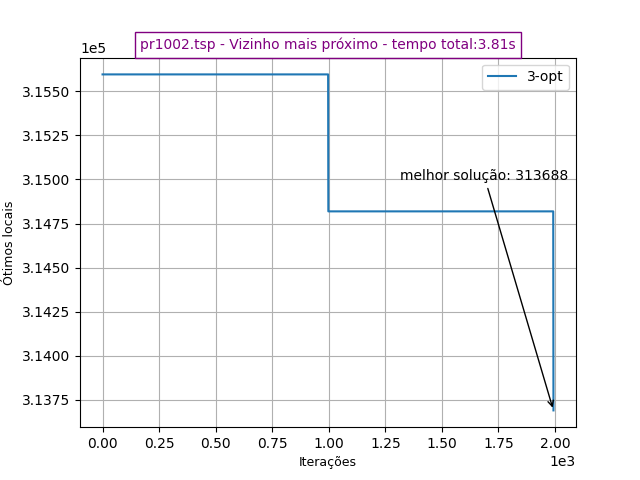 pr1002.tsp - Vizinho mais próximo - tempo total:3.81s
1e5
3-opt
3.1550
3.1525
3.1500
3.1475
3.1450
3.1425
3.1400
3.1375
melhor solução: 313688
Ótimos locais
0.00 0.25 0.50 0.75 1.00 1.25 1.50 1.75 2.00
Iterações
1e3